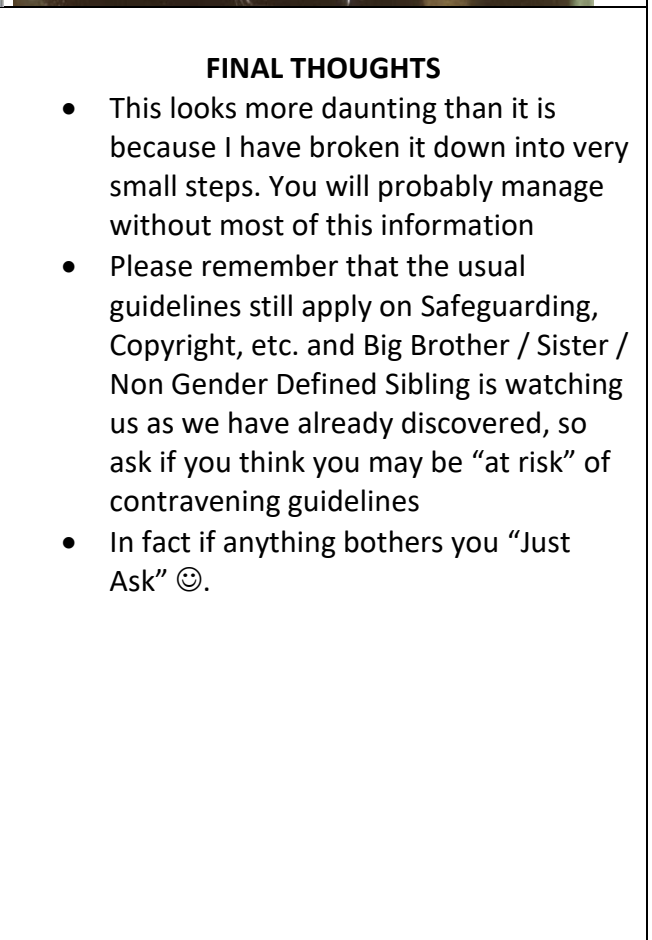 FINAL THOUGHTS
• This looks more daunting than it is
because I have broken it down into very
small steps. You will probably manage
without most of this information
• Please remember that the usual
guidelines still apply on Safeguarding,
Copyright, etc. and Big Brother / Sister /
Non Gender Defined Sibling is watching
us as we have already discovered, so
ask if you think you may be “at risk” of
contravening guidelines
• In fact if anything bothers you “Just
Ask” ☺.